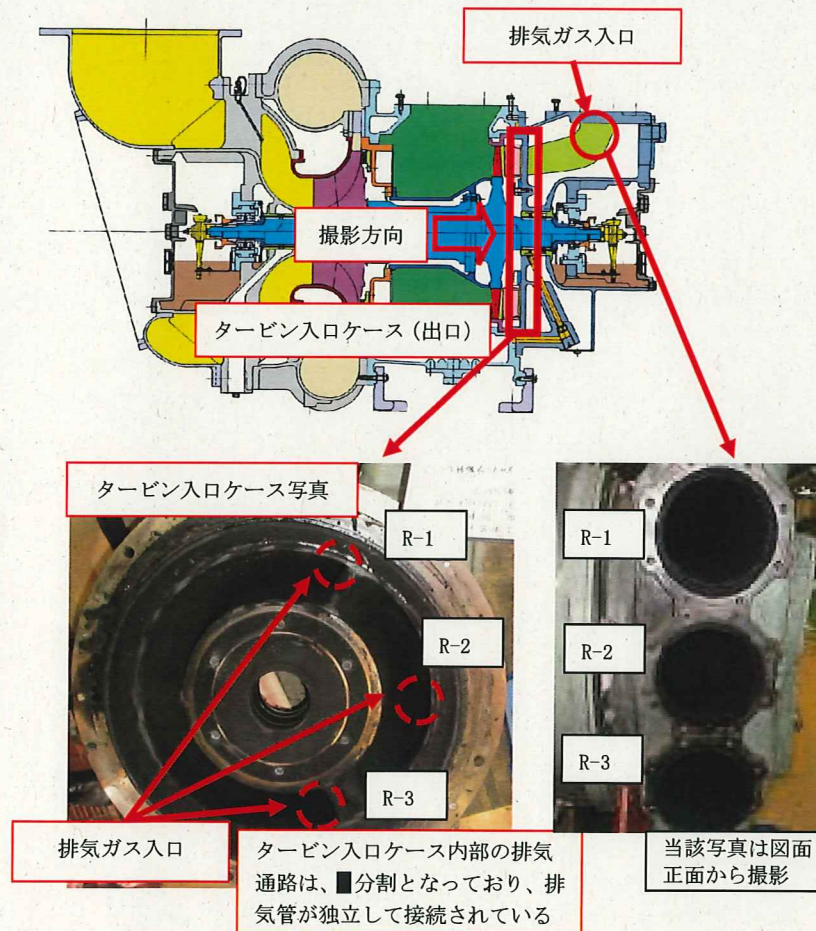 排気ガス入口
撮影方向
タービン入口ケース(出口)
タービン入口ケース写真
R-1
R-2
R-3
排気ガス入口
タービン入口ケース内部の排気
通路は、■分割となっており、排
気管が独立して接続されている
R-1
R-2
R-3
当該写真は図面
正面から撮影